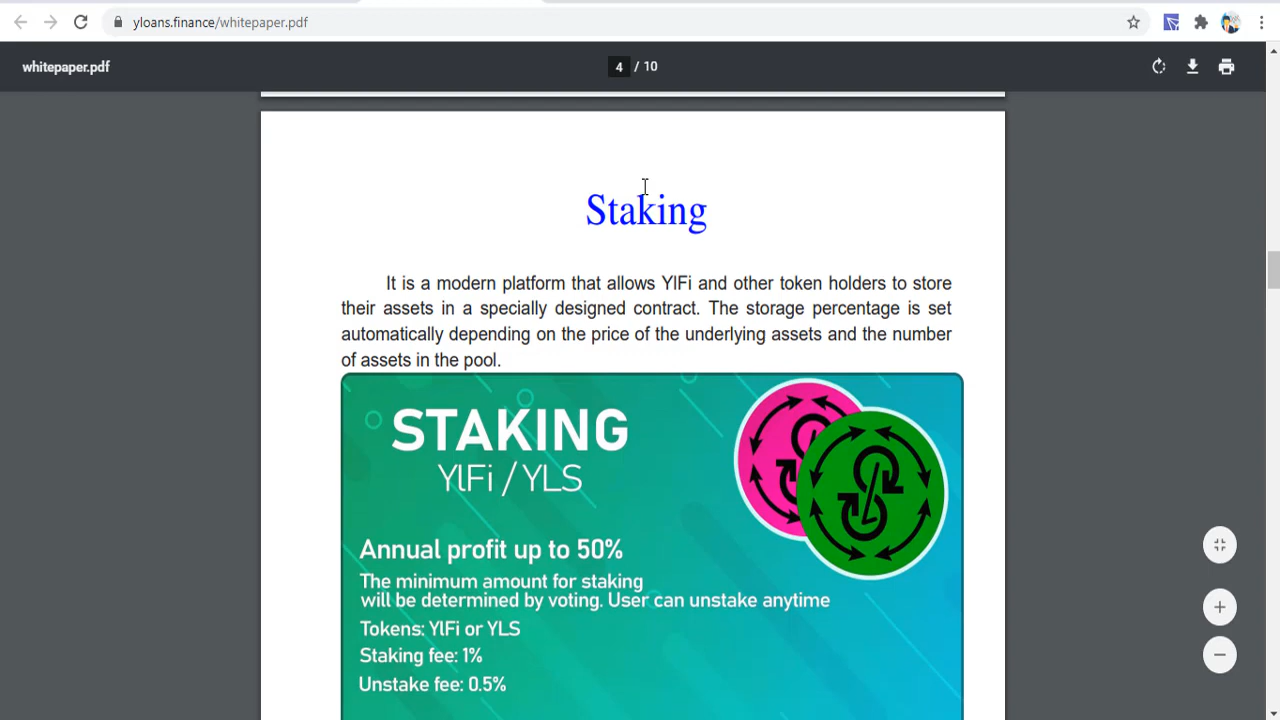 yloans.finance/whitepaper.pdf
whitepaper.pdf
4 / 10
Staking
It is a modern platform that allows YlFi and other token holders to store
their assets in a specially designed contract. The storage percentage is set
automatically depending on the price of the underlying assets and the number
of assets in the pool.
STAKING
YlFi / YLS
Annual profit up to 50%
The minimum amount for staking
will be determined by voting. User can unstake anytime
Tokens: YlFi or YLS
Staking fee: 1%
Unstake fee: 0.5%